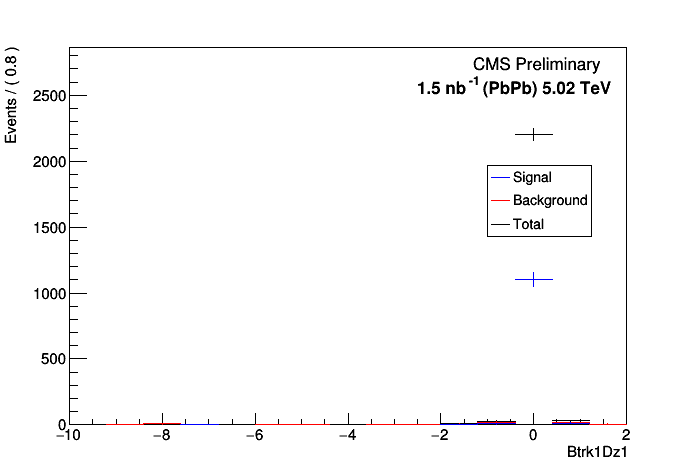 Events / ( 0.8 )
CMS Preliminary
1.5 nb-1 (PbPb) 5.02 TeV
2500
2000
1500
1000
500
0
Signal
Background
Total
−10 −8 −6 −4 −2 0 2
Btrk1Dz1